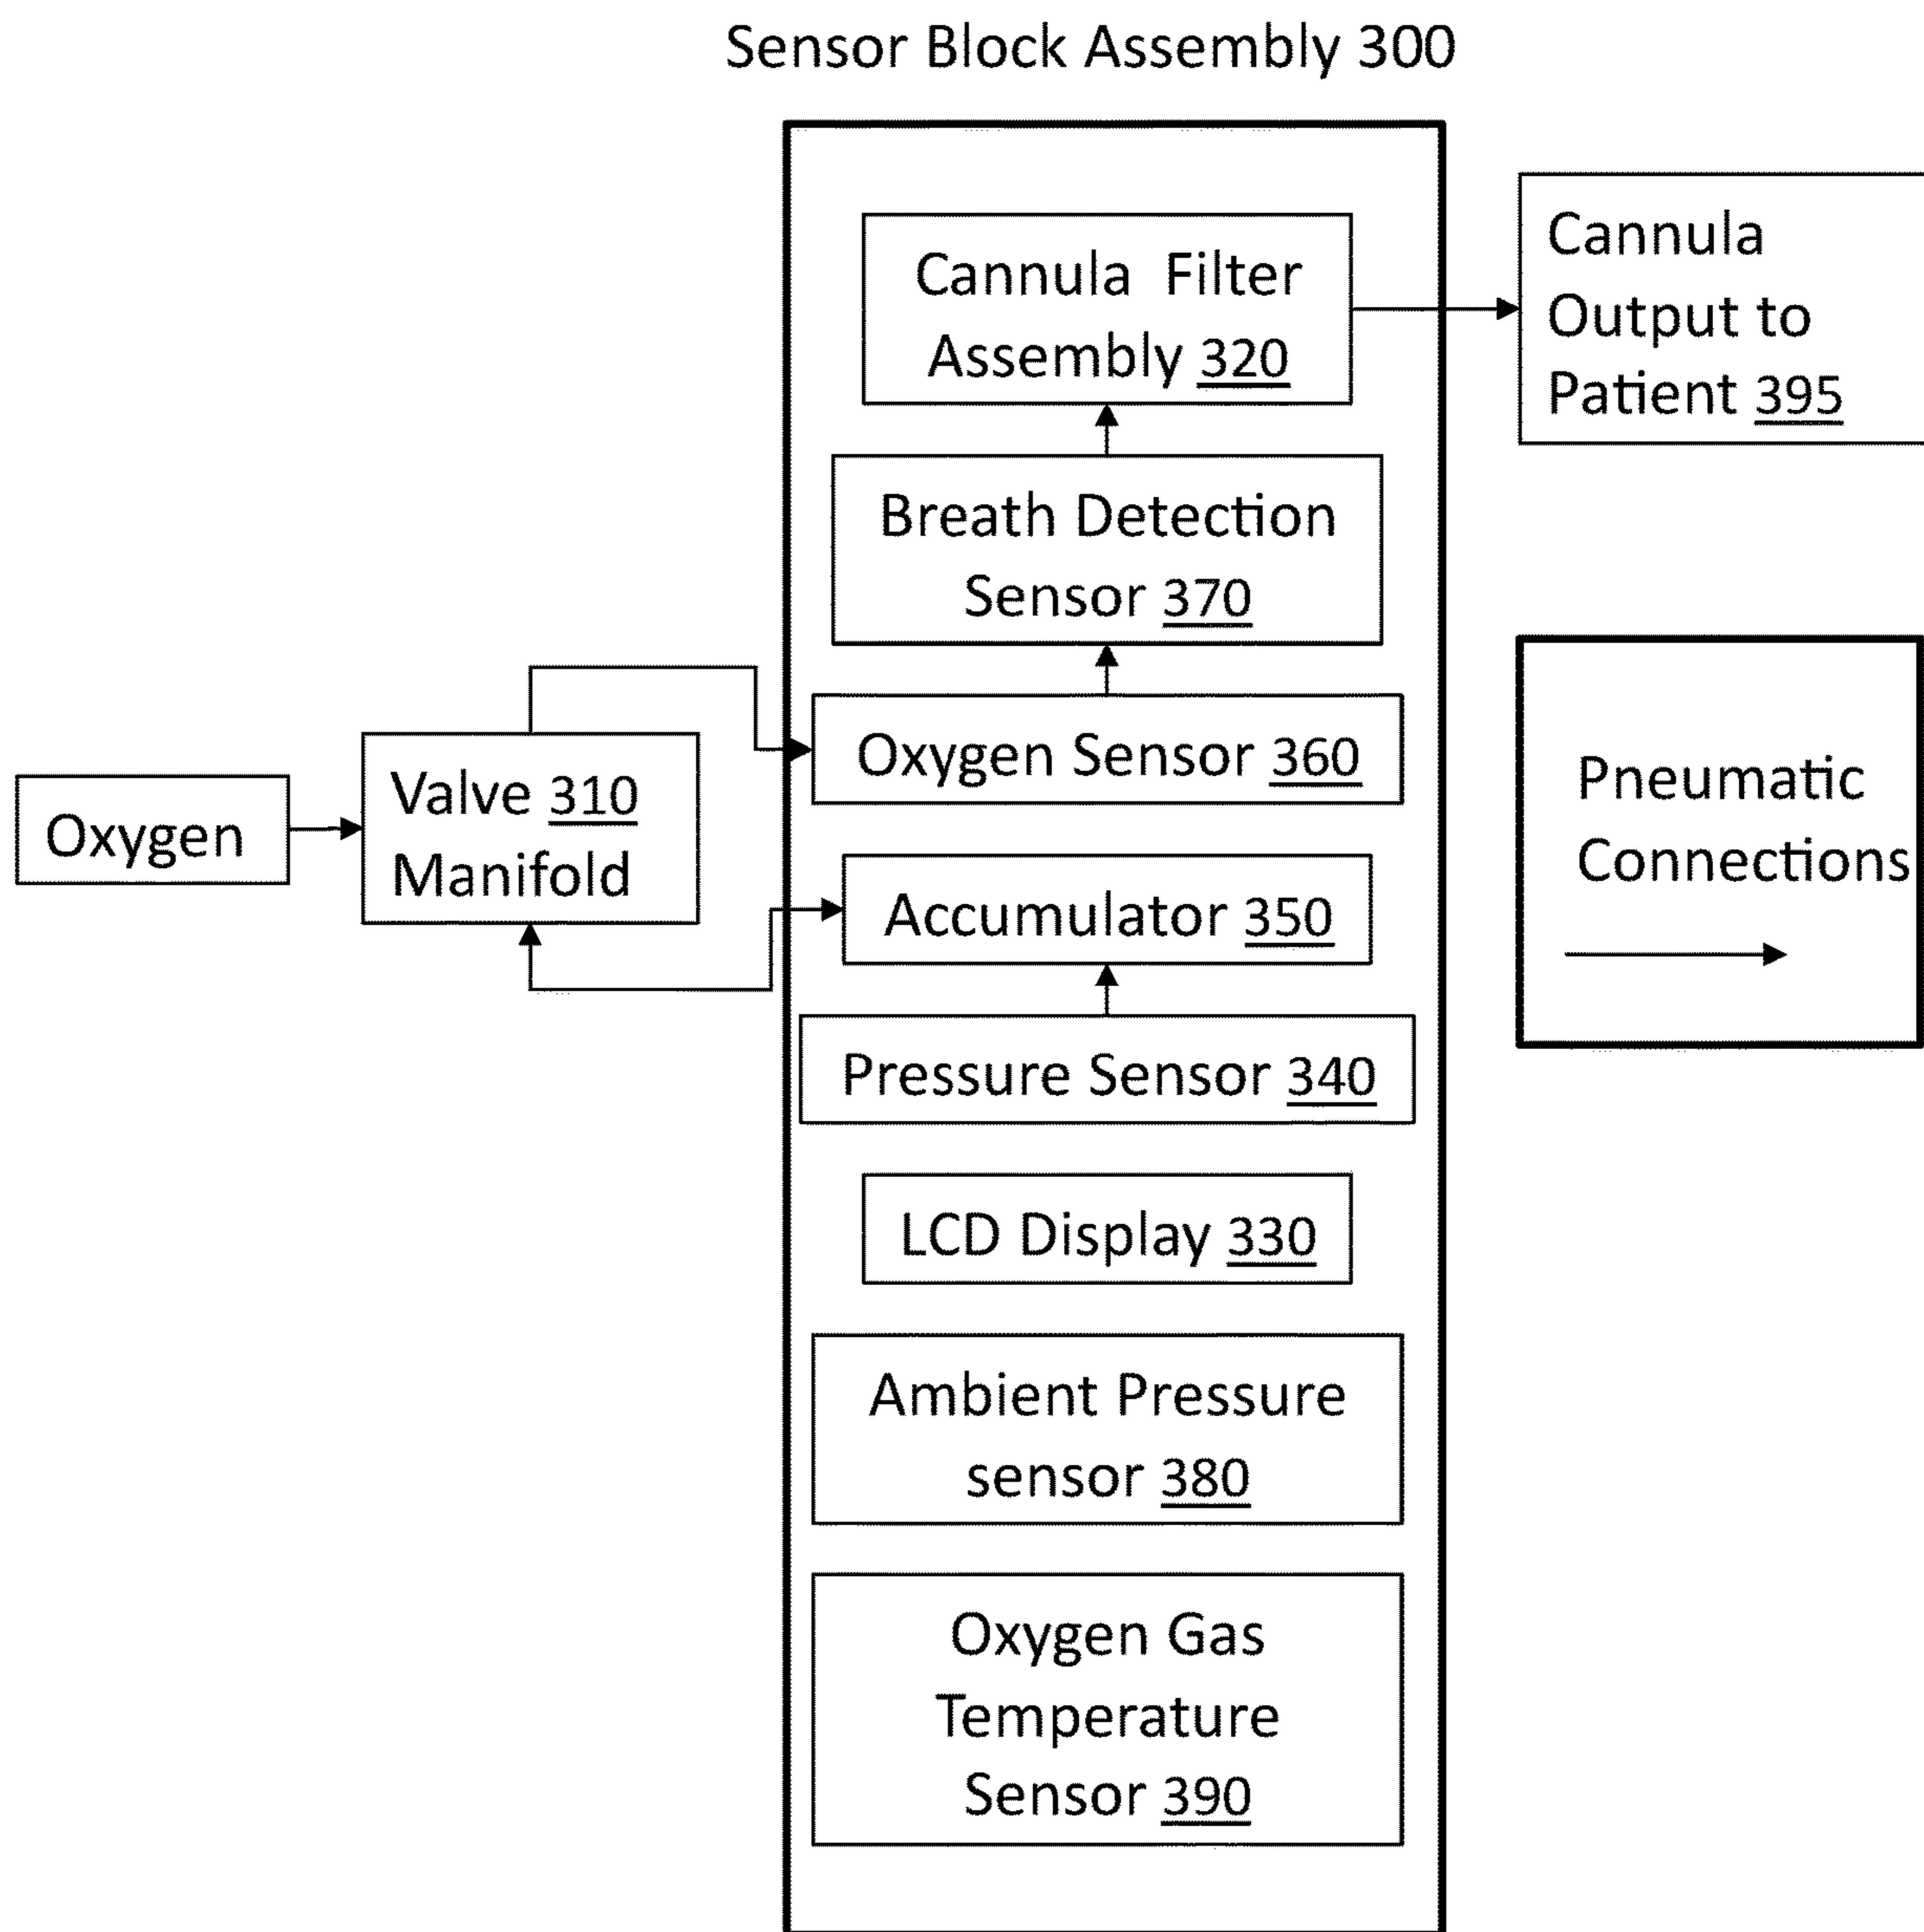 Sensor Block Assembly 300
Cannula Filter
Assembly 320
Cannula
Output to
Patient 395
Breath Detection
Sensor 370
Oxygen Sensor 360
Oxygen
Valve 310
Manifold
Accumulator 350
Pneumatic
Connections
Pressure Sensor 340
LCD Display 330
Ambient Pressure
sensor 380
Oxygen Gas
Temperature
Sensor 390